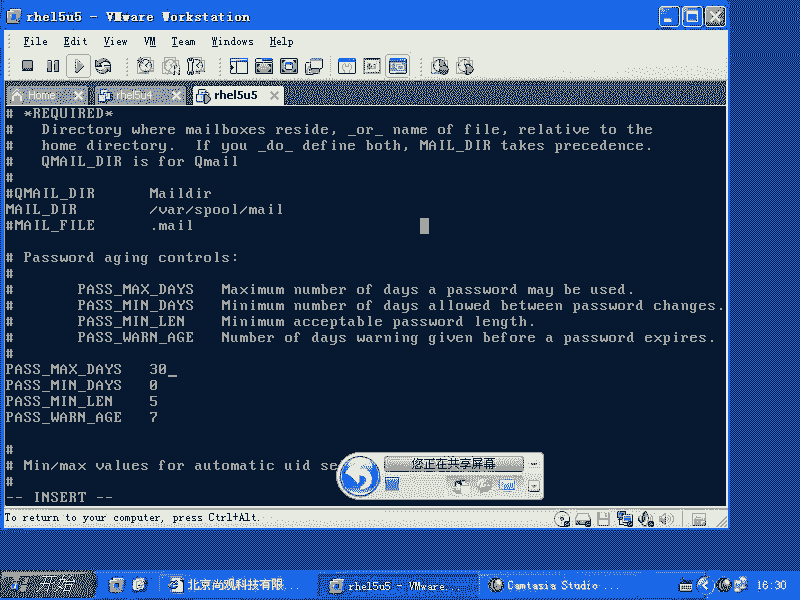 rhel5u5 - VMware Workstation
File Edit View VM Team Windows Help
Home rhel5u4 rhel5u5
# *REQUIRED*
#   Directory where mailboxes reside, _or_ name of file, relative to the
#   home directory.  If you _do_ define both, MAIL_DIR takes precedence.
#   QMAIL_DIR is for Qmail
#
#QMAIL_DIR      Maildir
MAIL_DIR        /var/spool/mail
#MAIL_FILE      .mail
# Password aging controls:
#
#       PASS_MAX_DAYS   Maximum number of days a password may be used.
#       PASS_MIN_DAYS   Minimum number of days allowed between password changes.
#       PASS_MIN_LEN    Minimum acceptable password length.
#       PASS_WARN_AGE   Number of days warning given before a password expires.
#
PASS_MAX_DAYS   30_
PASS_MIN_DAYS   0
PASS_MIN_LEN    5
PASS_WARN_AGE   7
#
# Min/max values for automatic uid se
您正在共享屏幕
#
-- INSERT --
To return to your computer, press Ctrl+Alt.
开始 北京尚观科技有限... rhel5u5 - VMware... Camtasia Studio ... 16:30